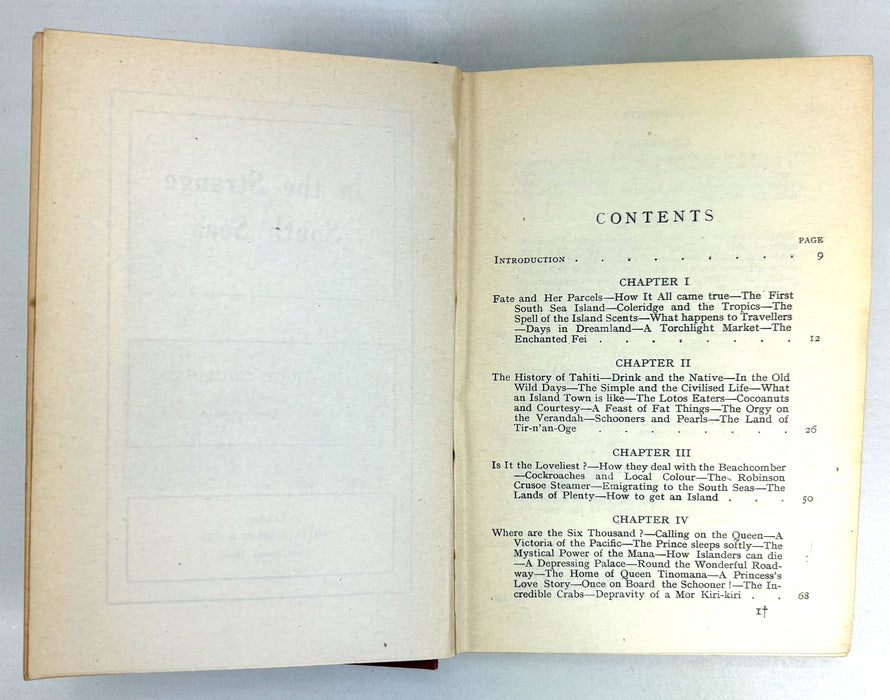 In the Strange
South Seas
CONTENTS
PAGE
INTRODUCTION . . . . . . . . . 9
CHAPTER I
Fate and Her Parcels—How It All came true—The First
South Sea Island—Coleridge and the Tropics—The
Spell of the Island Scents—What happens to Travellers
—Days in Dreamland—A Torchlight Market—The
Enchanted Fei . . . . . . . . 12
CHAPTER II
The History of Tahiti—Drink and the Native—In the Old
Wild Days—The Simple and the Civilised Life—What
an Island Town is like—The Lotos Eaters—Cocoanuts
and Courtesy—A Feast of Fat Things—The Orgy on
the Verandah—Schooners and Pearls—The Land of
Tir-n'an-Oge . . . . . . . . 26
CHAPTER III
Is It the Loveliest ?—How they deal with the Beachcomber
—Cockroaches and Local Colour—The Robinson
Crusoe Steamer—Emigrating to the South Seas—The
Lands of Plenty—How to get an Island . . . 50
CHAPTER IV
Where are the Six Thousand ?—Calling on the Queen—A
Victoria of the Pacific—The Prince sleeps softly—The
Mystical Power of the Mana—How Islanders can die
—A Depressing Palace—Round the Wonderful Road-
way—The Home of Queen Tinomana—A Princess's
Love Story—Once on Board the Schooner !—The In-
credible Crabs—Depravity of a Mor Kiri-kiri . . 68
1†